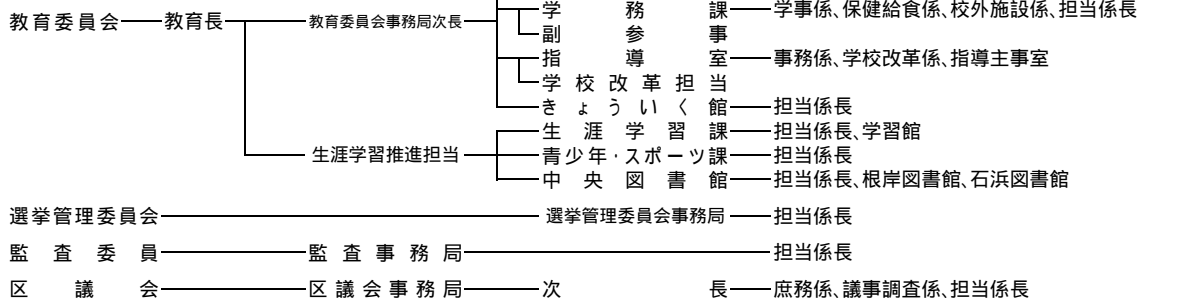 学務課 学事係、保健給食係、校外施設係、担当係長
教育委員会 教育長 教育委員会事務局次長
副参事
指導室 事務係、学校改革係、指導主事室
学校改革担当
きょういく館 担当係長
生涯学習課 担当係長、学習館
生涯学習推進担当 青少年・スポーツ課 担当係長
中央図書館 担当係長、根岸図書館、石浜図書館
選挙管理委員会 選挙管理委員会事務局 担当係長
監査委員 監査事務局 担当係長
区議会 区議会事務局 次長 庶務係、議事調査係、担当係長